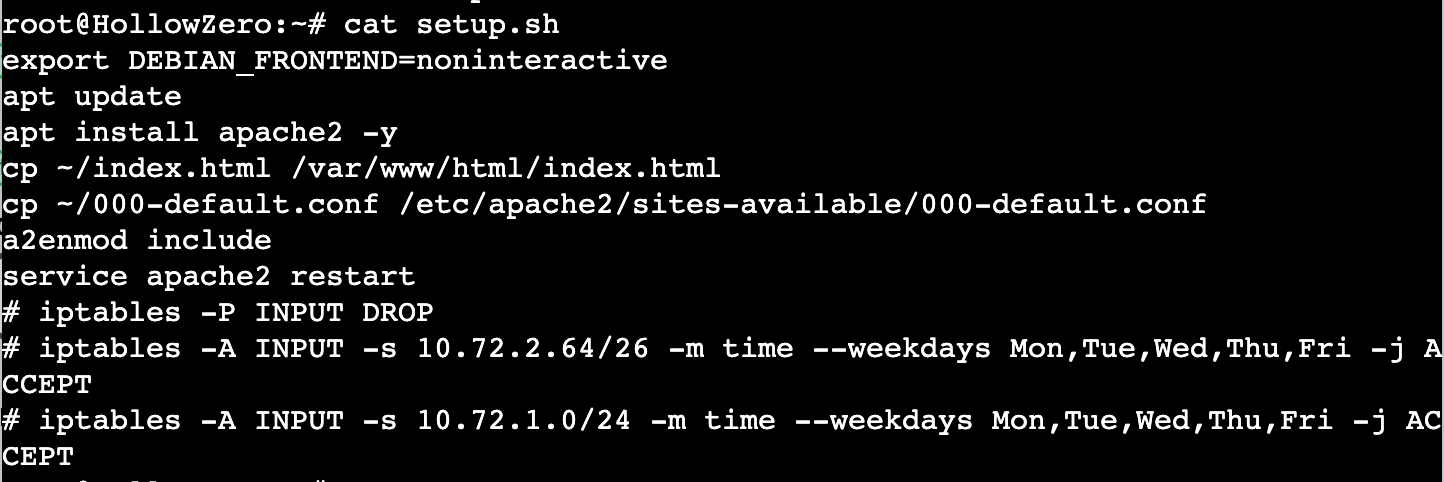 root@HollowZero:~# cat setup.sh
export DEBIAN_FRONTEND=noninteractive
apt update
apt install apache2 -y
cp ~/index.html /var/www/html/index.html
cp ~/000-default.conf /etc/apache2/sites-available/000-default.conf
a2enmod include
service apache2 restart
# iptables -P INPUT DROP
# iptables -A INPUT -s 10.72.2.64/26 -m time --weekdays Mon,Tue,Wed,Thu,Fri -j A
CCEPT
# iptables -A INPUT -s 10.72.1.0/24 -m time --weekdays Mon,Tue,Wed,Thu,Fri -j AC
CEPT